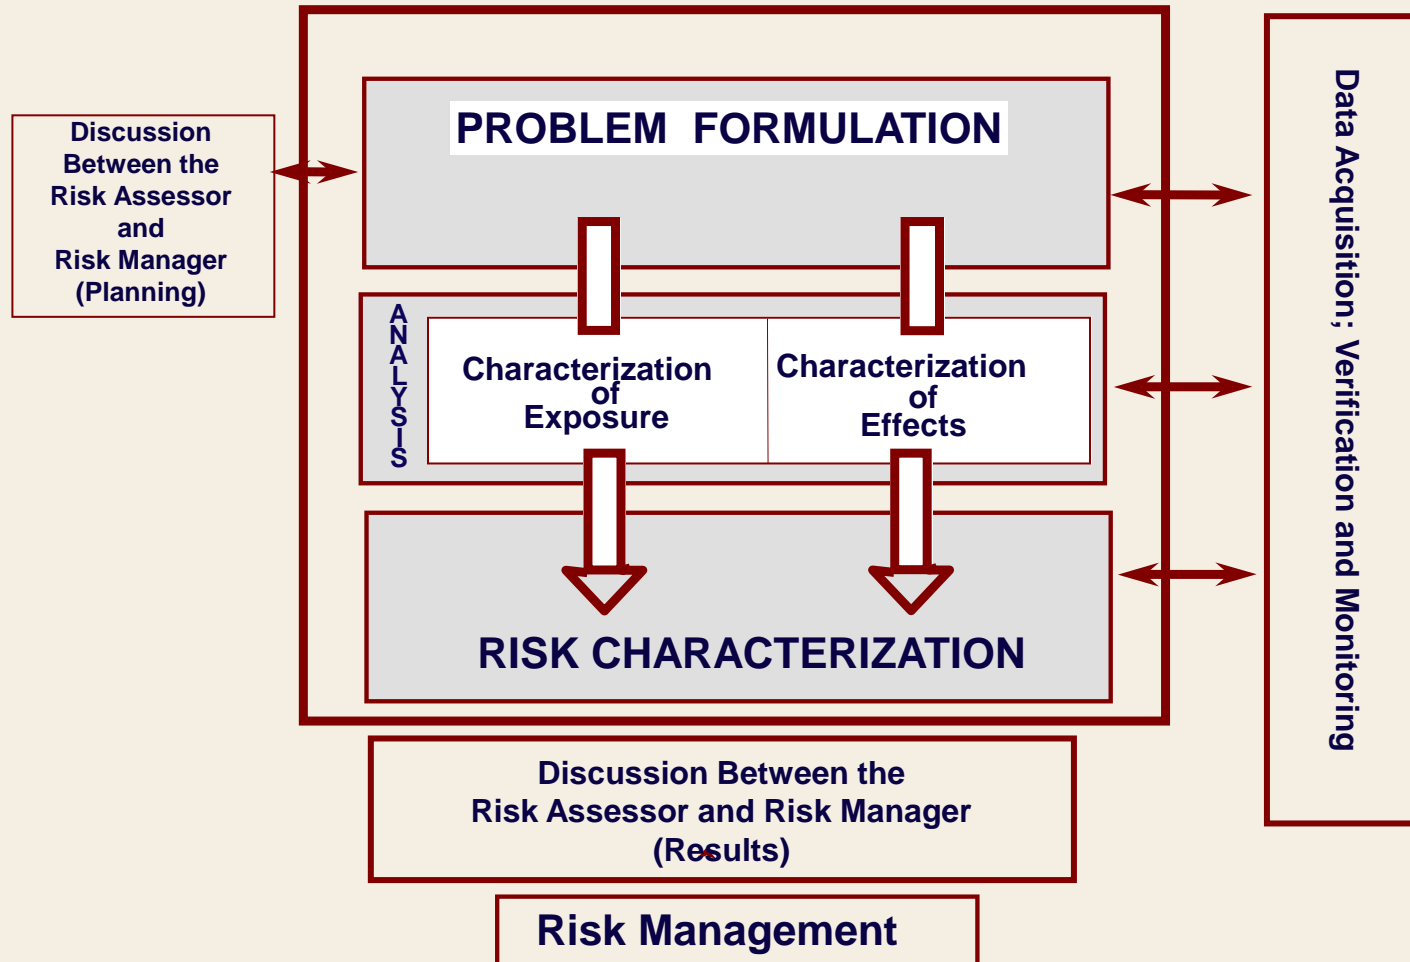 PROBLEM FORMULATION
Discussion
Between the
Risk Assessor
and
Risk Manager
(Planning)
ANALYSIS
Characterization
of
Exposure
Characterization
of
Effects
RISK CHARACTERIZATION
Data Acquisition; Verification and Monitoring
Discussion Between the
Risk Assessor and Risk Manager
(Results)
Risk Management